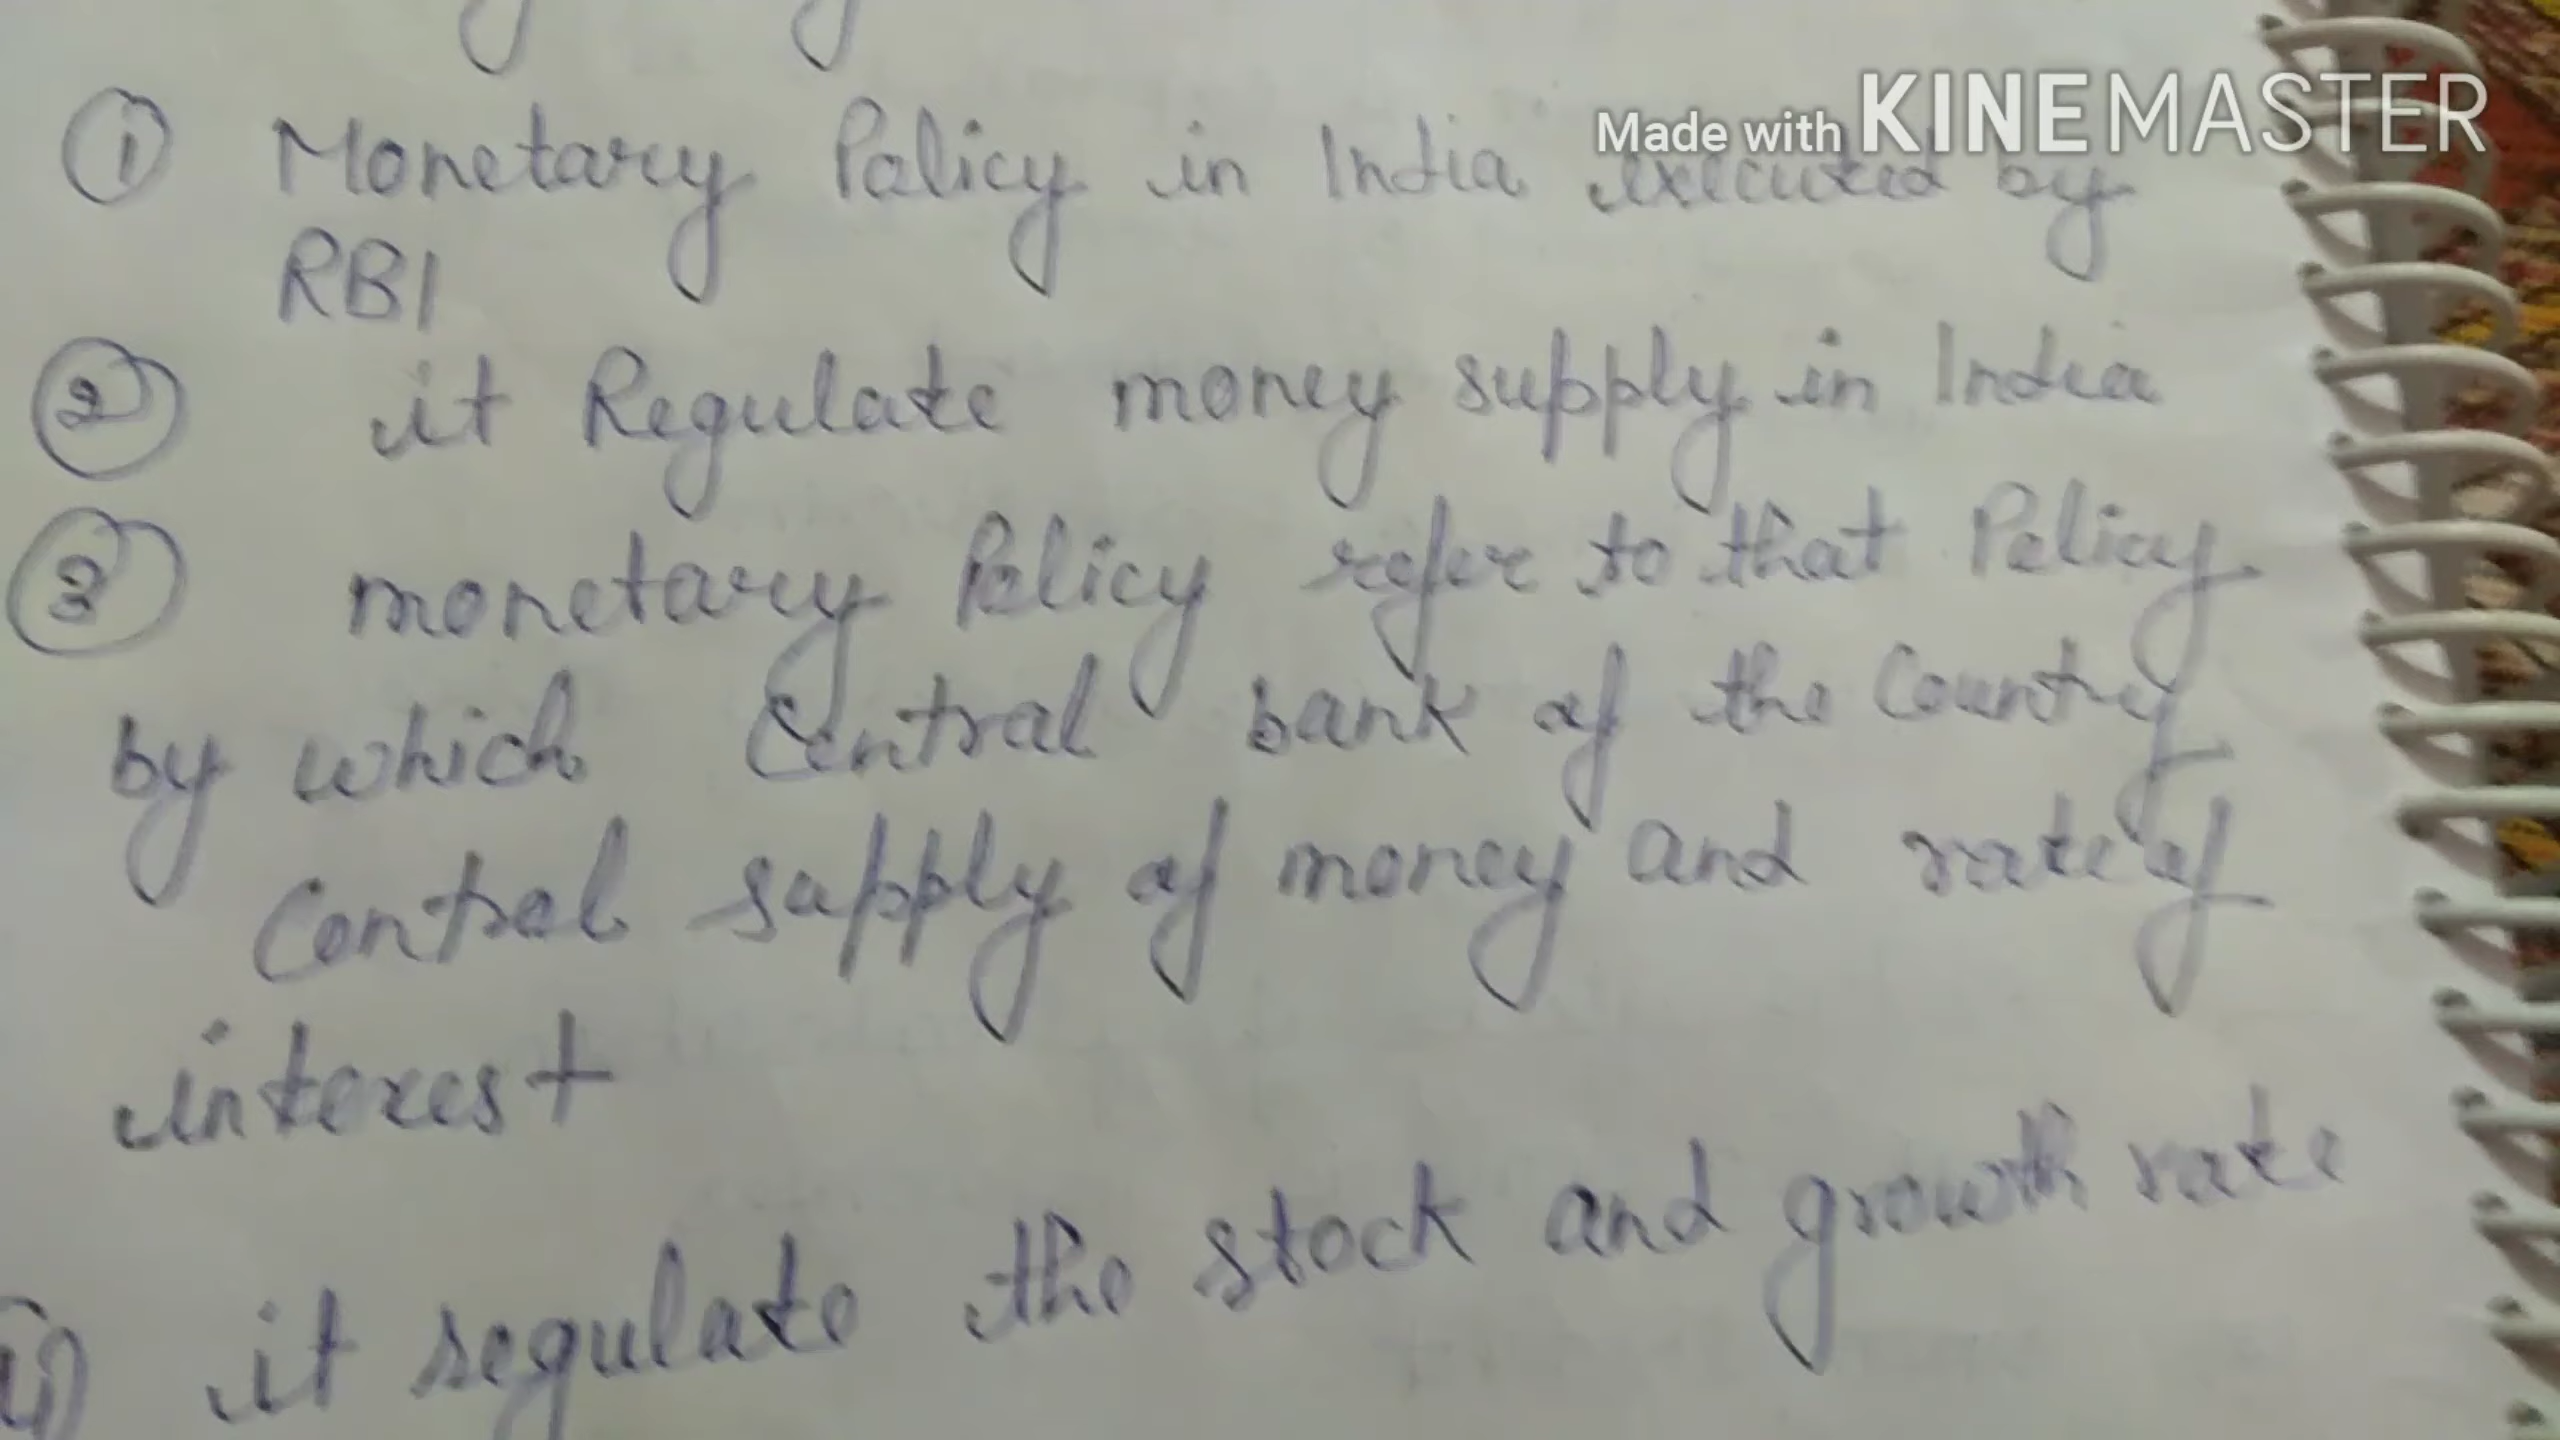 Made with KINEMASTER
① Monetary Policy in India executed by
RBI
② it Regulate money supply in India
③ monetary Policy refer to that Policy
by which Central bank of the Country
Control supply of money and rate of
interest
4) it regulate the stock and growth rate